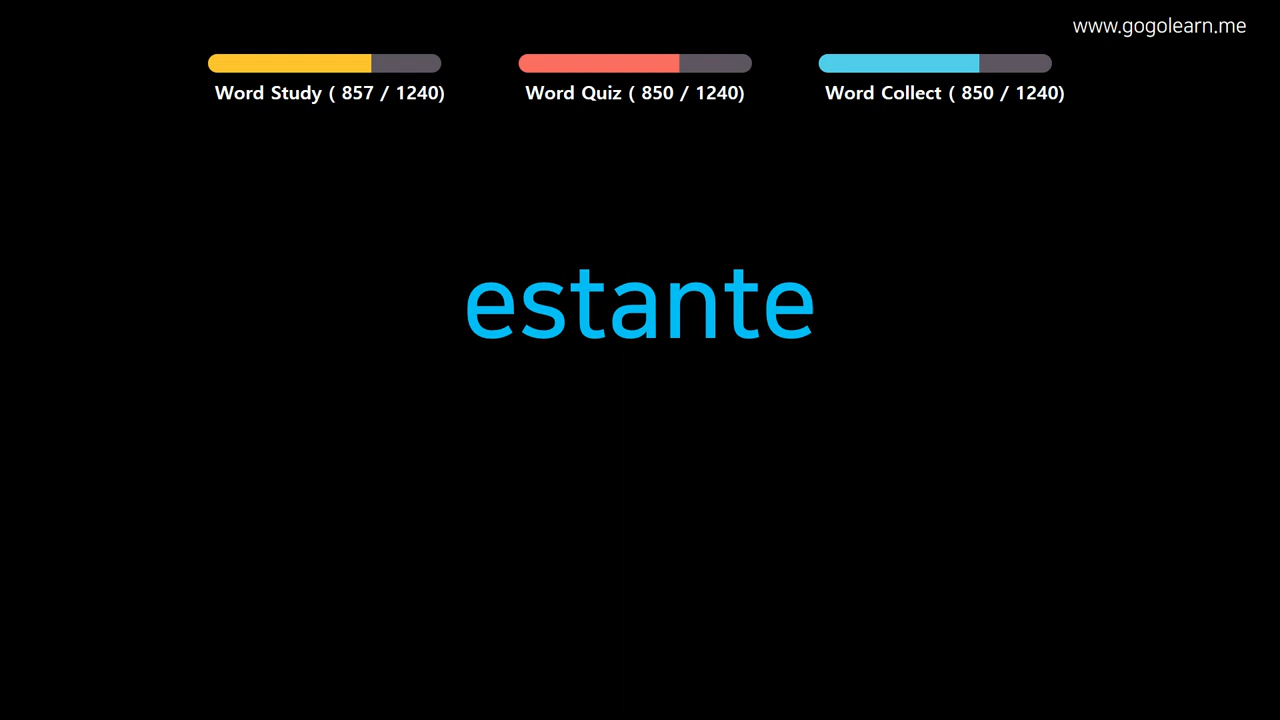 www.gogolearn.me
Word Study ( 857 / 1240)
Word Quiz ( 850 / 1240)
Word Collect ( 850 / 1240)
estante